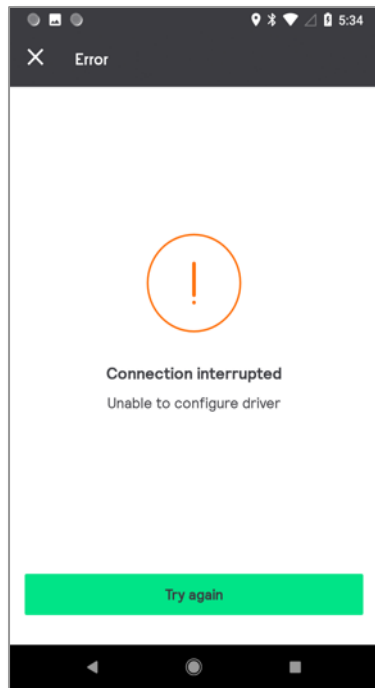 5:34
Error
Connection interrupted
Unable to configure driver
Try again